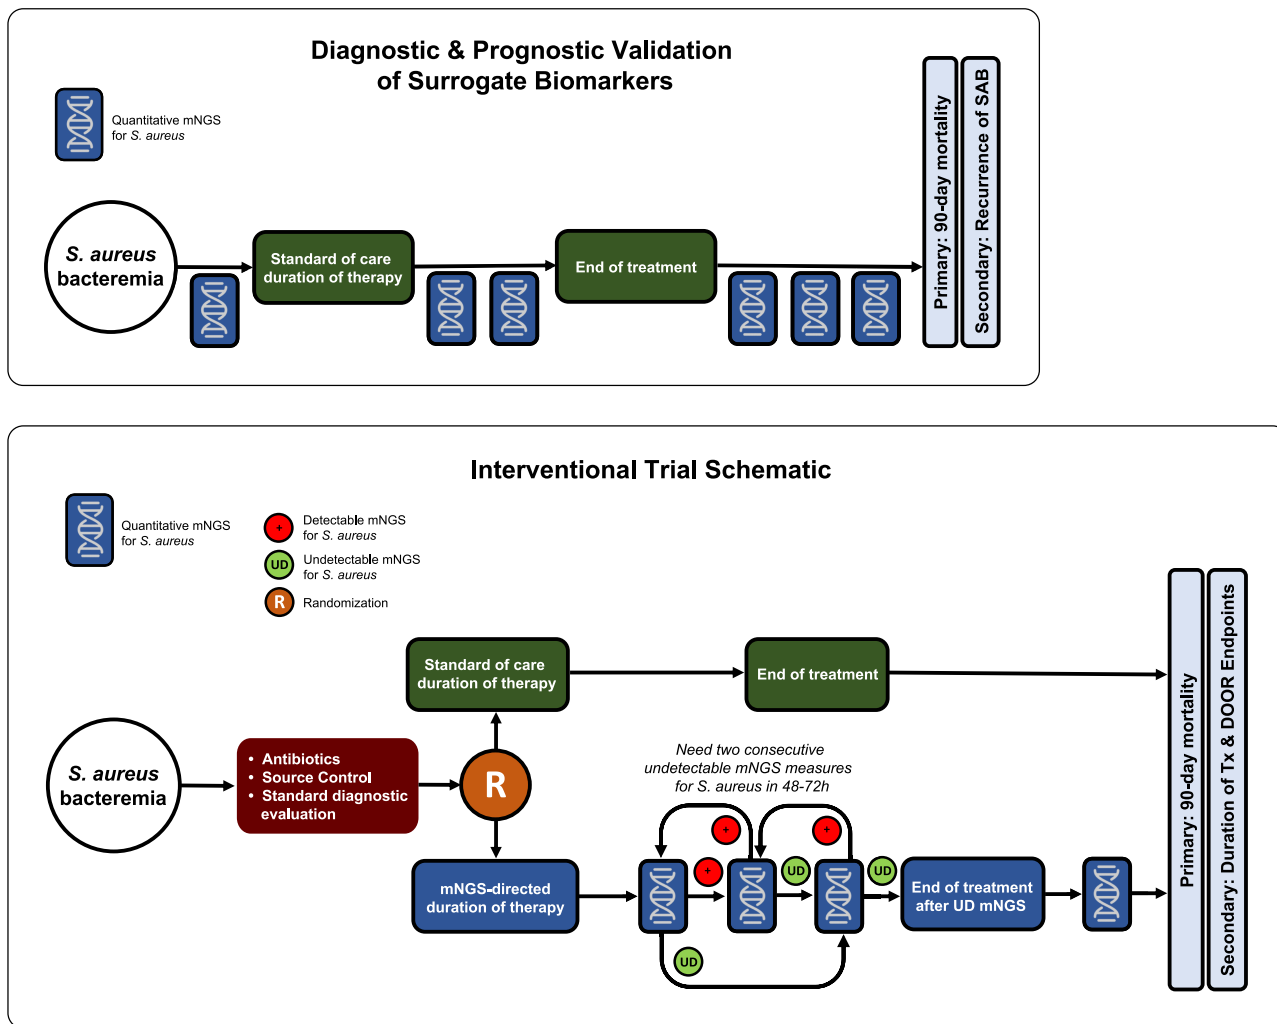 Diagnostic & Prognostic Validation
of Surrogate Biomarkers
Quantitative mNGS
for S. aureus
S. aureus
bacteremia
Standard of care
duration of therapy
End of treatment
Primary: 90-day mortality
Secondary: Recurrence of SAB
Interventional Trial Schematic
Quantitative mNGS
for S. aureus
+
Detectable mNGS
for S. aureus
UD
Undetectable mNGS
for S. aureus
R
Randomization
Standard of care
duration of therapy
End of treatment
S. aureus
bacteremia
• Antibiotics
• Source Control
• Standard diagnostic
evaluation
R
Need two consecutive
undetectable mNGS measures
for S. aureus in 48-72h
+
+
mNGS-directed
duration of therapy
+
UD
UD
UD
End of treatment
after UD mNGS
Primary: 90-day mortality
Secondary: Duration of Tx & DOOR Endpoints